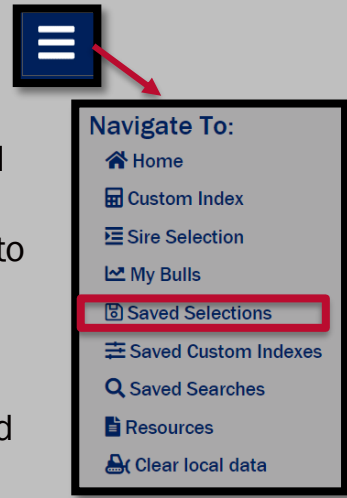 Navigate To:
Home
Custom Index
to
Sire Selection
My Bulls
Saved Selections
Saved Custom Indexes
Saved Searches
Resources
Clear local data